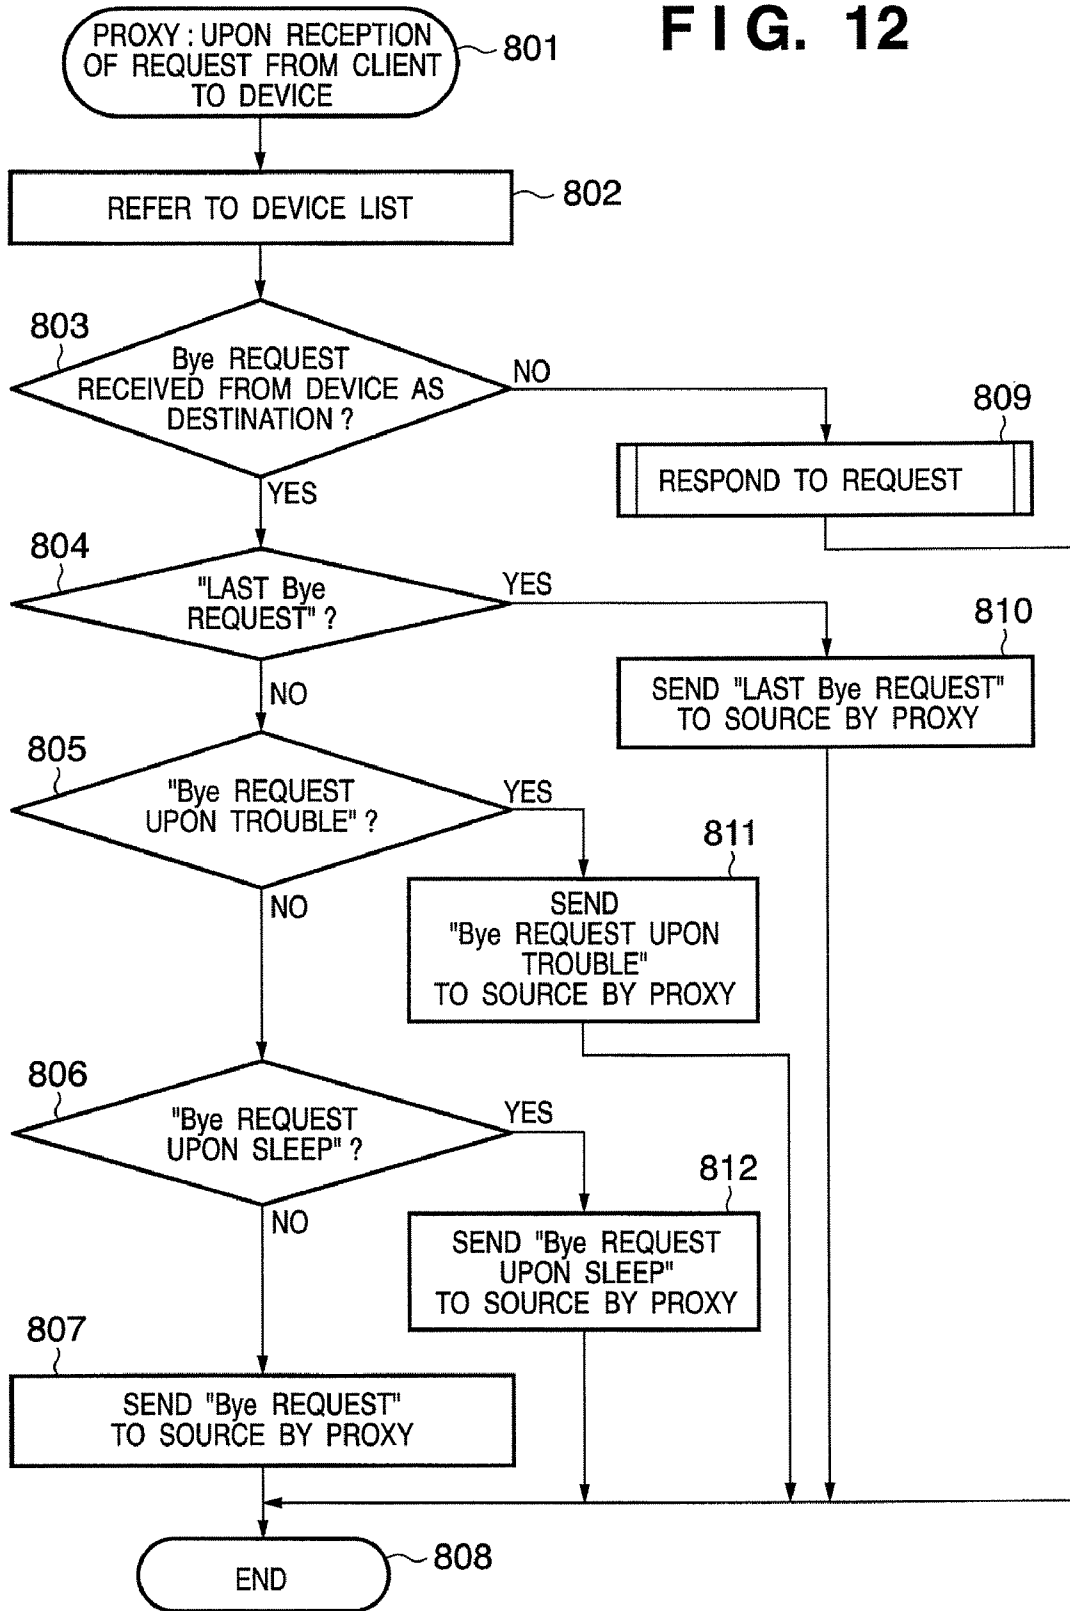 FIG. 12
PROXY : UPON RECEPTION
OF REQUEST FROM CLIENT
TO DEVICE
801
REFER TO DEVICE LIST
802
803
Bye REQUEST
RECEIVED FROM DEVICE AS
DESTINATION ?
NO
YES
809
RESPOND TO REQUEST
804
"LAST Bye
REQUEST" ?
YES
NO
810
SEND "LAST Bye REQUEST"
TO SOURCE BY PROXY
805
"Bye REQUEST
UPON TROUBLE" ?
YES
NO
811
SEND
"Bye REQUEST UPON
TROUBLE"
TO SOURCE BY PROXY
806
"Bye REQUEST
UPON SLEEP" ?
YES
NO
812
SEND "Bye REQUEST
UPON SLEEP"
TO SOURCE BY PROXY
807
SEND "Bye REQUEST"
TO SOURCE BY PROXY
END
808